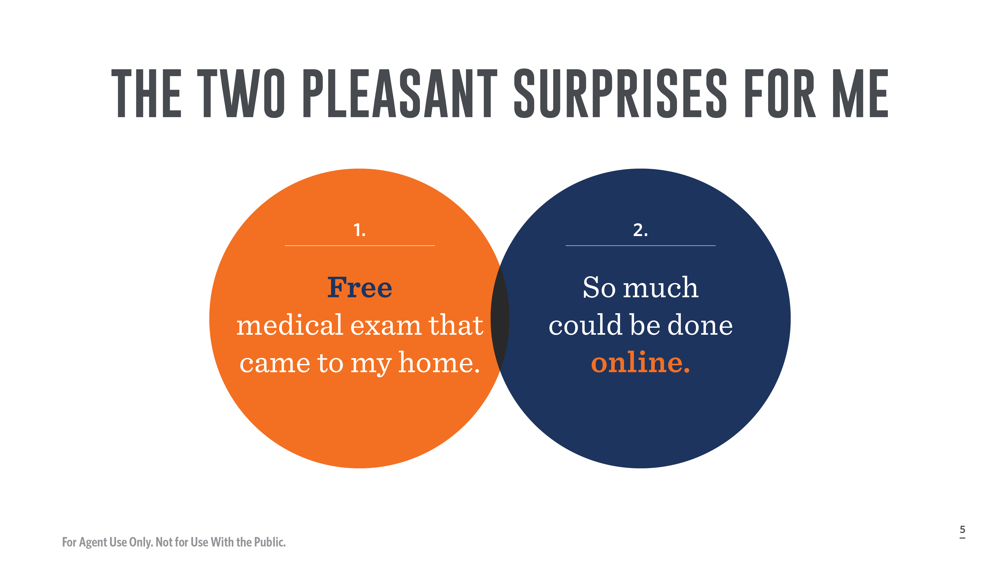 THE TWO PLEASANT SURPRISES FOR ME
1.
Free
medical exam that
came to my home.
2.
So much
could be done
online.
For Agent Use Only. Not for Use With the Public.
5